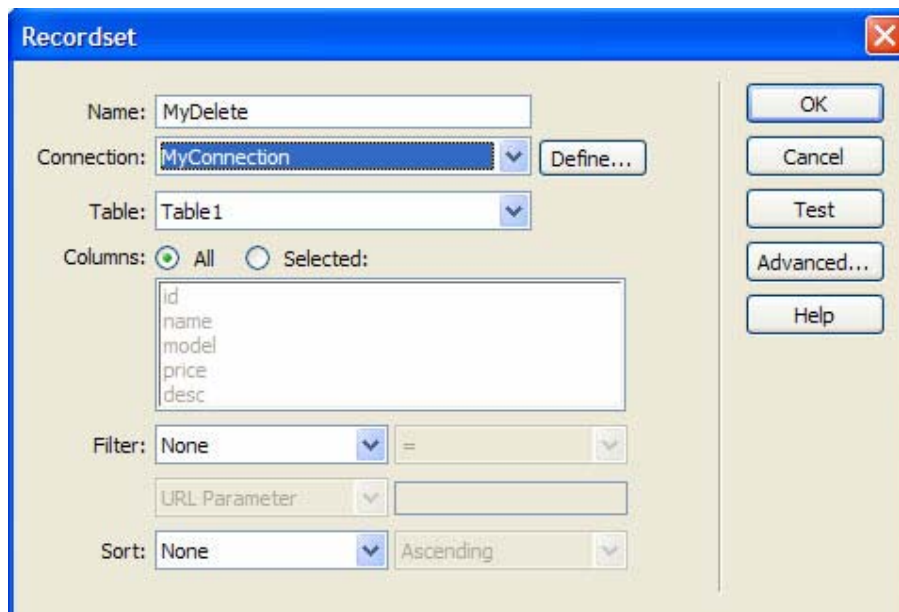 Recordset
Name: MyDelete
OK
Connection: MyConnection Define...
Cancel
Table: Table1
Test
Columns: All Selected:
Advanced...
id
name
model
price
desc
Help
Filter: None =
URL Parameter
Sort: None Ascending